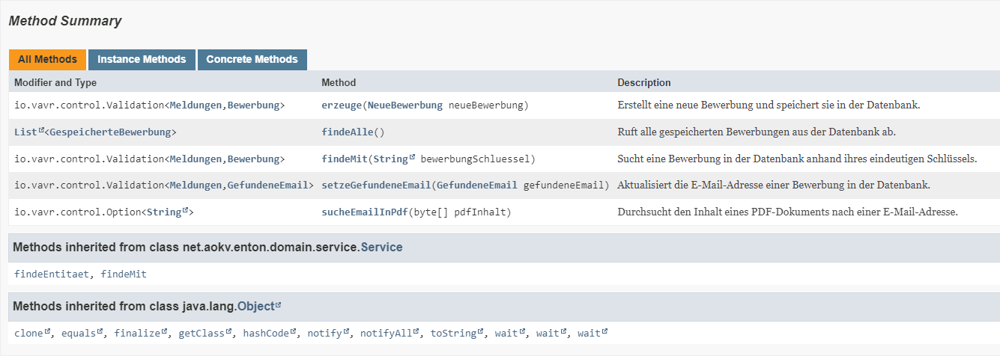 Method Summary
All Methods Instance Methods Concrete Methods
Modifier and Type Method Description
io.vavr.control.Validation<Meldungen,Bewerbung> erzeuge(NeueBewerbung neueBewerbung) Erstellt eine neue Bewerbung und speichert sie in der Datenbank.
List<GespeicherteBewerbung> findeAlle() Ruft alle gespeicherten Bewerbungen aus der Datenbank ab.
io.vavr.control.Validation<Meldungen,Bewerbung> findeMit(String bewerbungSchluessel) Sucht eine Bewerbung in der Datenbank anhand ihres eindeutigen Schlüssels.
io.vavr.control.Validation<Meldungen,GefundeneEmail> setzeGefundeneEmail(GefundeneEmail gefundeneEmail) Aktualisiert die E-Mail-Adresse einer Bewerbung in der Datenbank.
io.vavr.control.Option<String> sucheEmailInPdf(byte[] pdfInhalt) Durchsucht den Inhalt eines PDF-Dokuments nach einer E-Mail-Adresse.
Methods inherited from class net.aokv.enton.domain.service.Service
findeEntitaet, findeMit
Methods inherited from class java.lang.Object
clone, equals, finalize, getClass, hashCode, notify, notifyAll, toString, wait, wait, wait